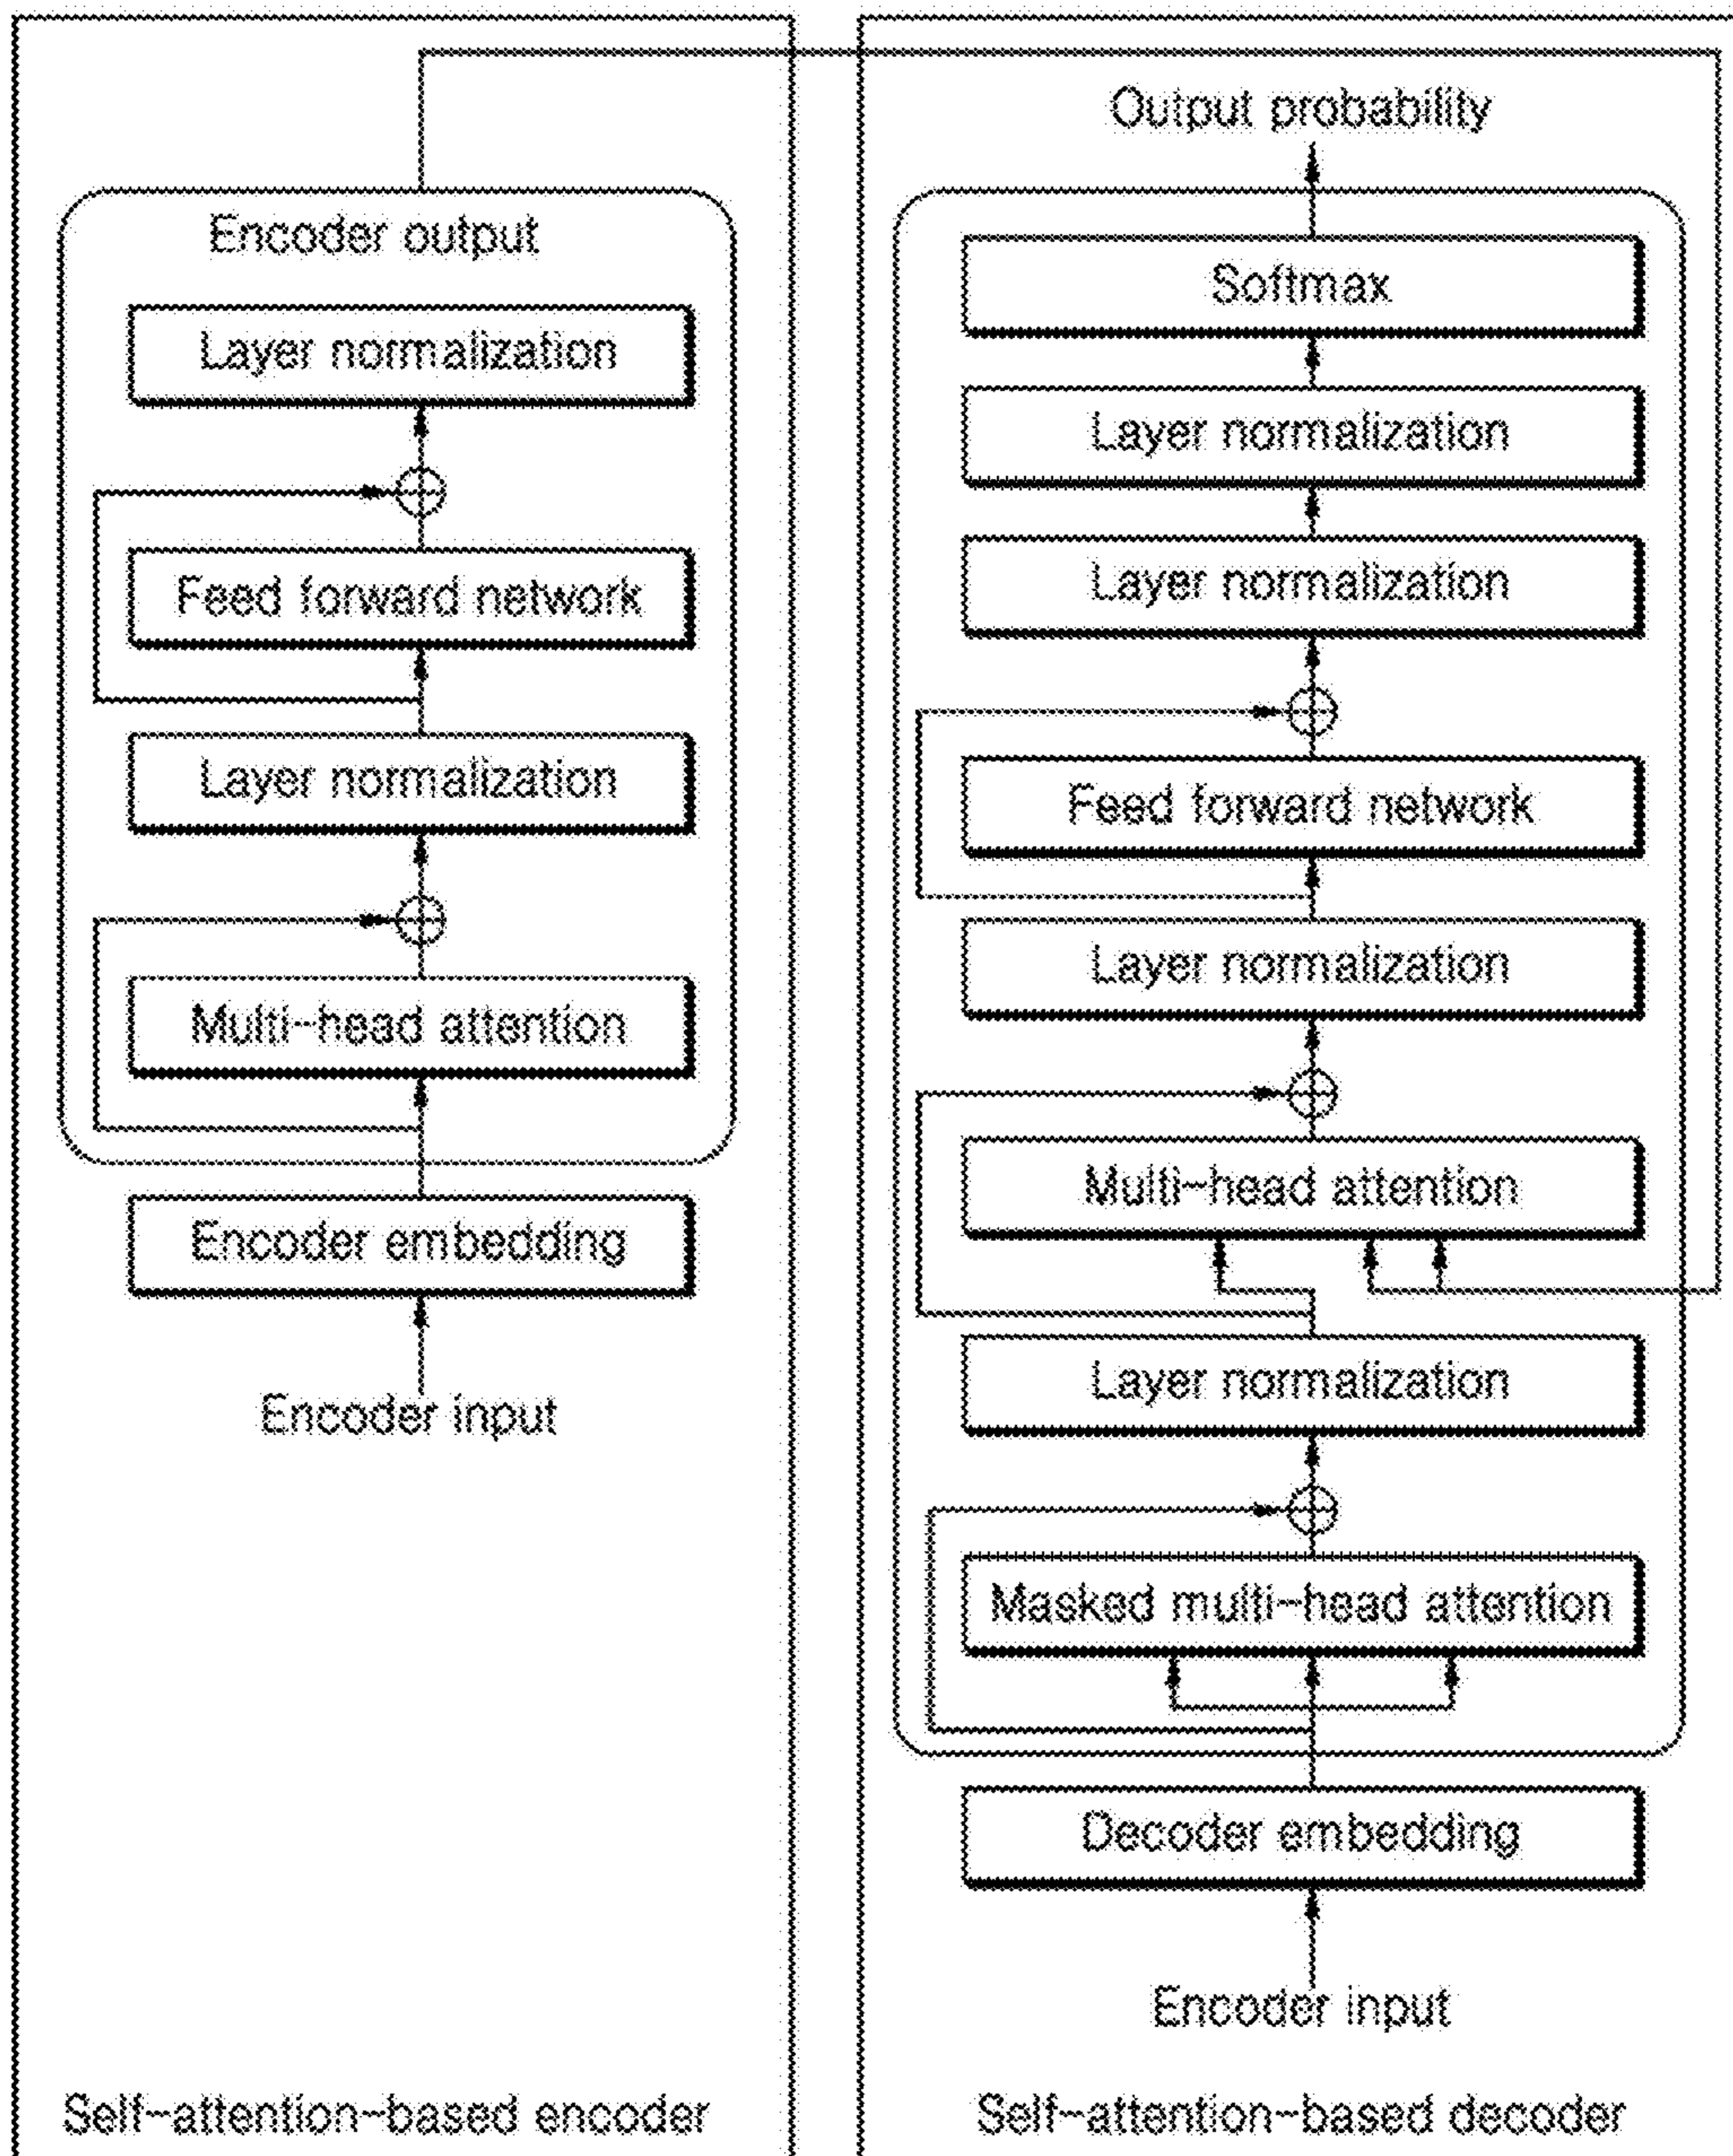 Encoder output
Layer normalization
Feed forward network
Layer normalization
Multi-head attention
Encoder embedding
Encoder input
Self-attention-based encoder
Output probability
Softmax
Layer normalization
Layer normalization
Feed forward network
Layer normalization
Multi-head attention
Layer normalization
Masked multi-head attention
Decoder embedding
Encoder input
Self-attention-based decoder